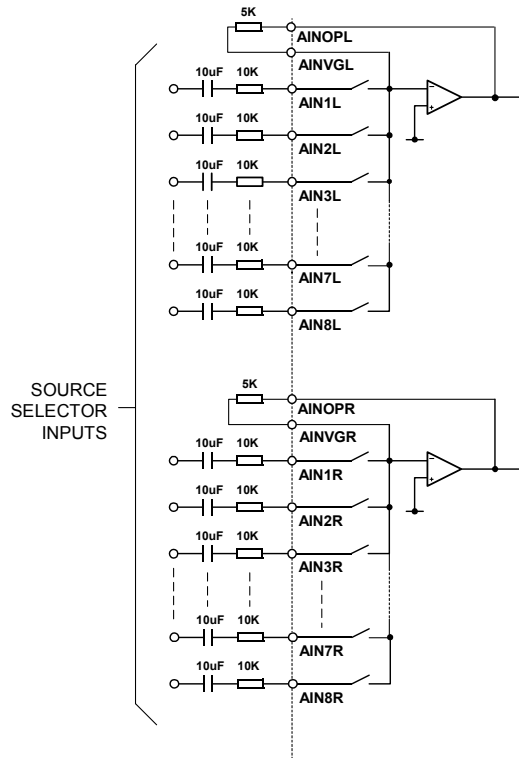 5K
AINOPL
AINVGL
10uF 10K
AIN1L
10uF 10K
AIN2L
10uF 10K
AIN3L
10uF 10K
AIN7L
10uF 10K
AIN8L
SOURCE
SELECTOR
INPUTS
5K
AINOPR
AINVGR
10uF 10K
AIN1R
10uF 10K
AIN2R
10uF 10K
AIN3R
10uF 10K
AIN7R
10uF 10K
AIN8R